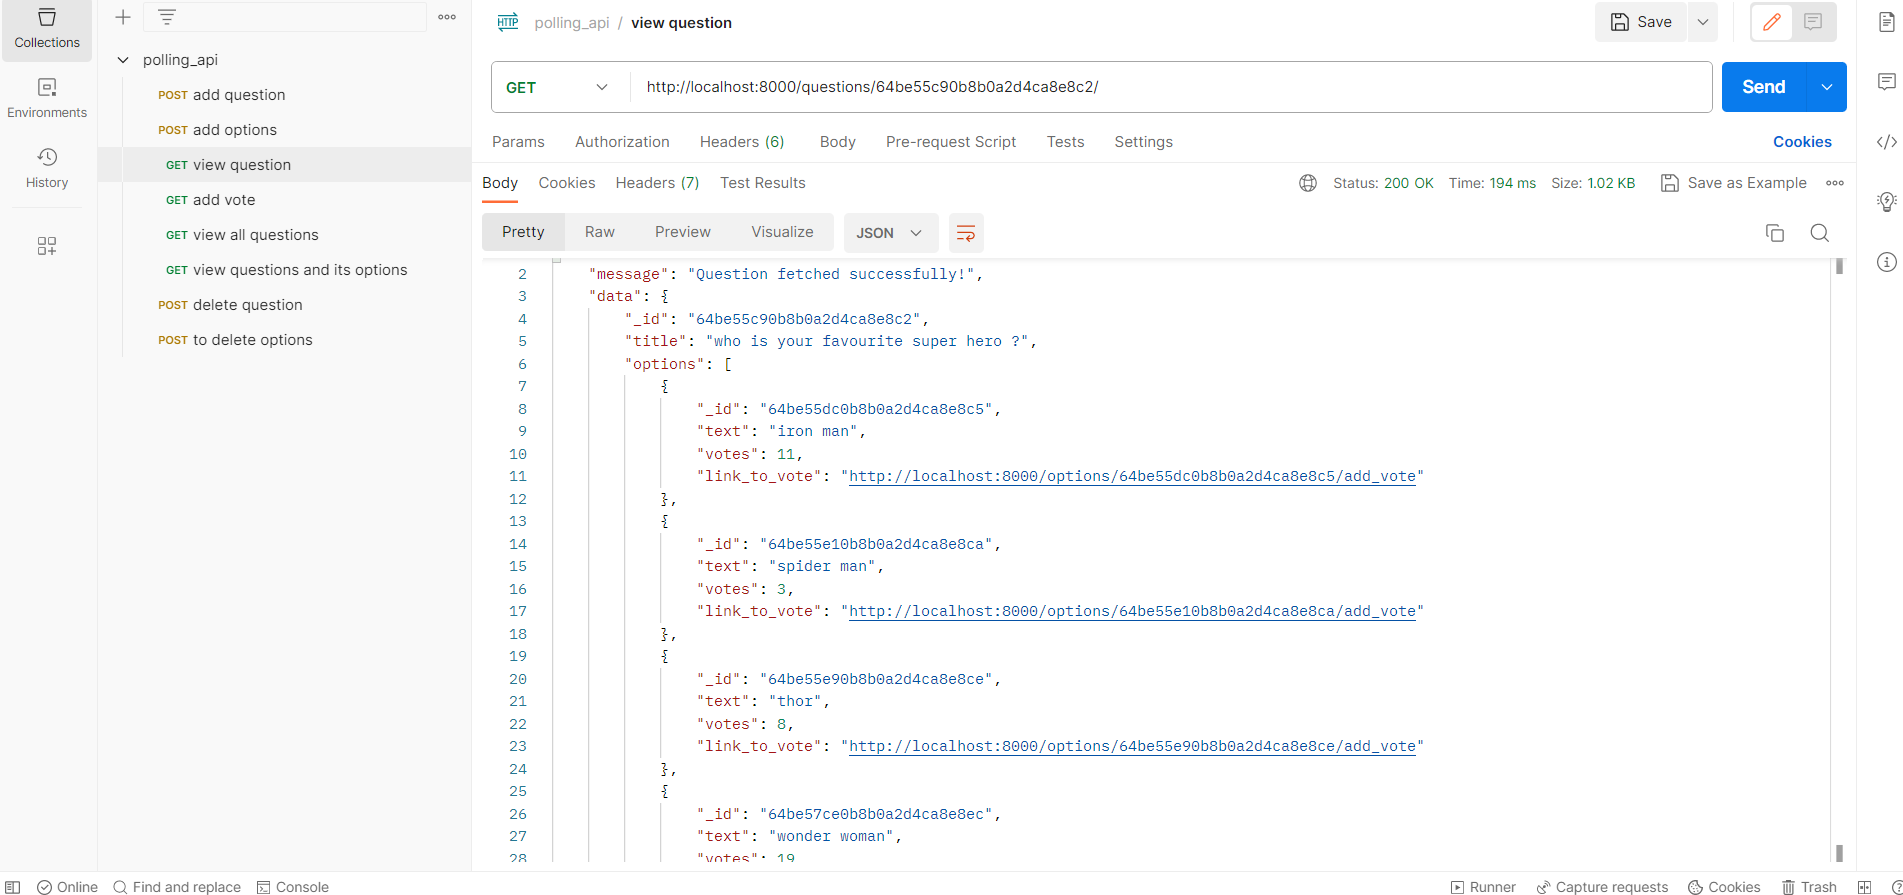 Collections
Environments
History
polling_api
POST add question
POST add options
GET view question
GET add vote
GET view all questions
GET view questions and its options
POST delete question
POST to delete options
HTTP polling_api / view question
Save
GET http://localhost:8000/questions/64be55c90b8b0a2d4ca8e8c2/
Send
Params Authorization Headers (6) Body Pre-request Script Tests Settings Cookies
Body Cookies Headers (7) Test Results Status: 200 OK Time: 194 ms Size: 1.02 KB Save as Example
Pretty Raw Preview Visualize JSON
2 "message": "Question fetched successfully!",
3 "data": {
4 "_id": "64be55c90b8b0a2d4ca8e8c2",
5 "title": "who is your favourite super hero ?",
6 "options": [
7 {
8 "_id": "64be55dc0b8b0a2d4ca8e8c5",
9 "text": "iron man",
10 "votes": 11,
11 "link_to_vote": "http://localhost:8000/options/64be55dc0b8b0a2d4ca8e8c5/add_vote"
12 },
13 {
14 "_id": "64be55e10b8b0a2d4ca8e8ca",
15 "text": "spider man",
16 "votes": 3,
17 "link_to_vote": "http://localhost:8000/options/64be55e10b8b0a2d4ca8e8ca/add_vote"
18 },
19 {
20 "_id": "64be55e90b8b0a2d4ca8e8ce",
21 "text": "thor",
22 "votes": 8,
23 "link_to_vote": "http://localhost:8000/options/64be55e90b8b0a2d4ca8e8ce/add_vote"
24 },
25 {
26 "_id": "64be57ce0b8b0a2d4ca8e8ec",
27 "text": "wonder woman",
28 "votes": 19
Online Find and replace Console Runner Capture requests Cookies Trash